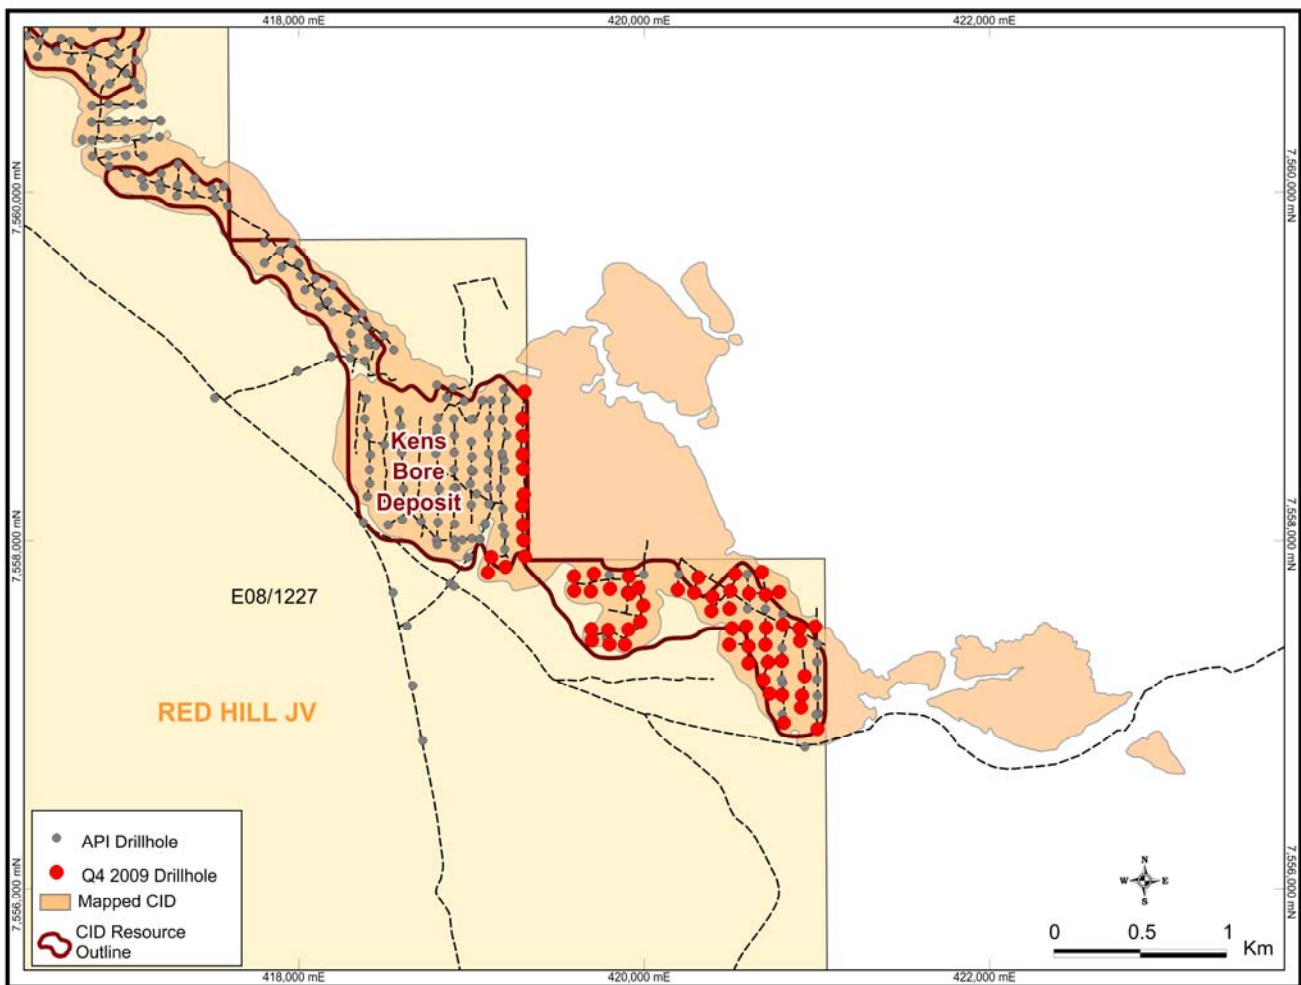 418,000 mE
420,000 mE
422,000 mE
7,560,000 mN
7,560,000 mN
Kens
Bore
Deposit
7,558,000 mN
7,558,000 mN
E08/1227
RED HILL JV
API Drillhole
Q4 2009 Drillhole
Mapped CID
CID Resource
Outline
7,556,000 mN
7,556,000 mN
N
W E
S
0 0.5 1
Km
418,000 mE
420,000 mE
422,000 mE